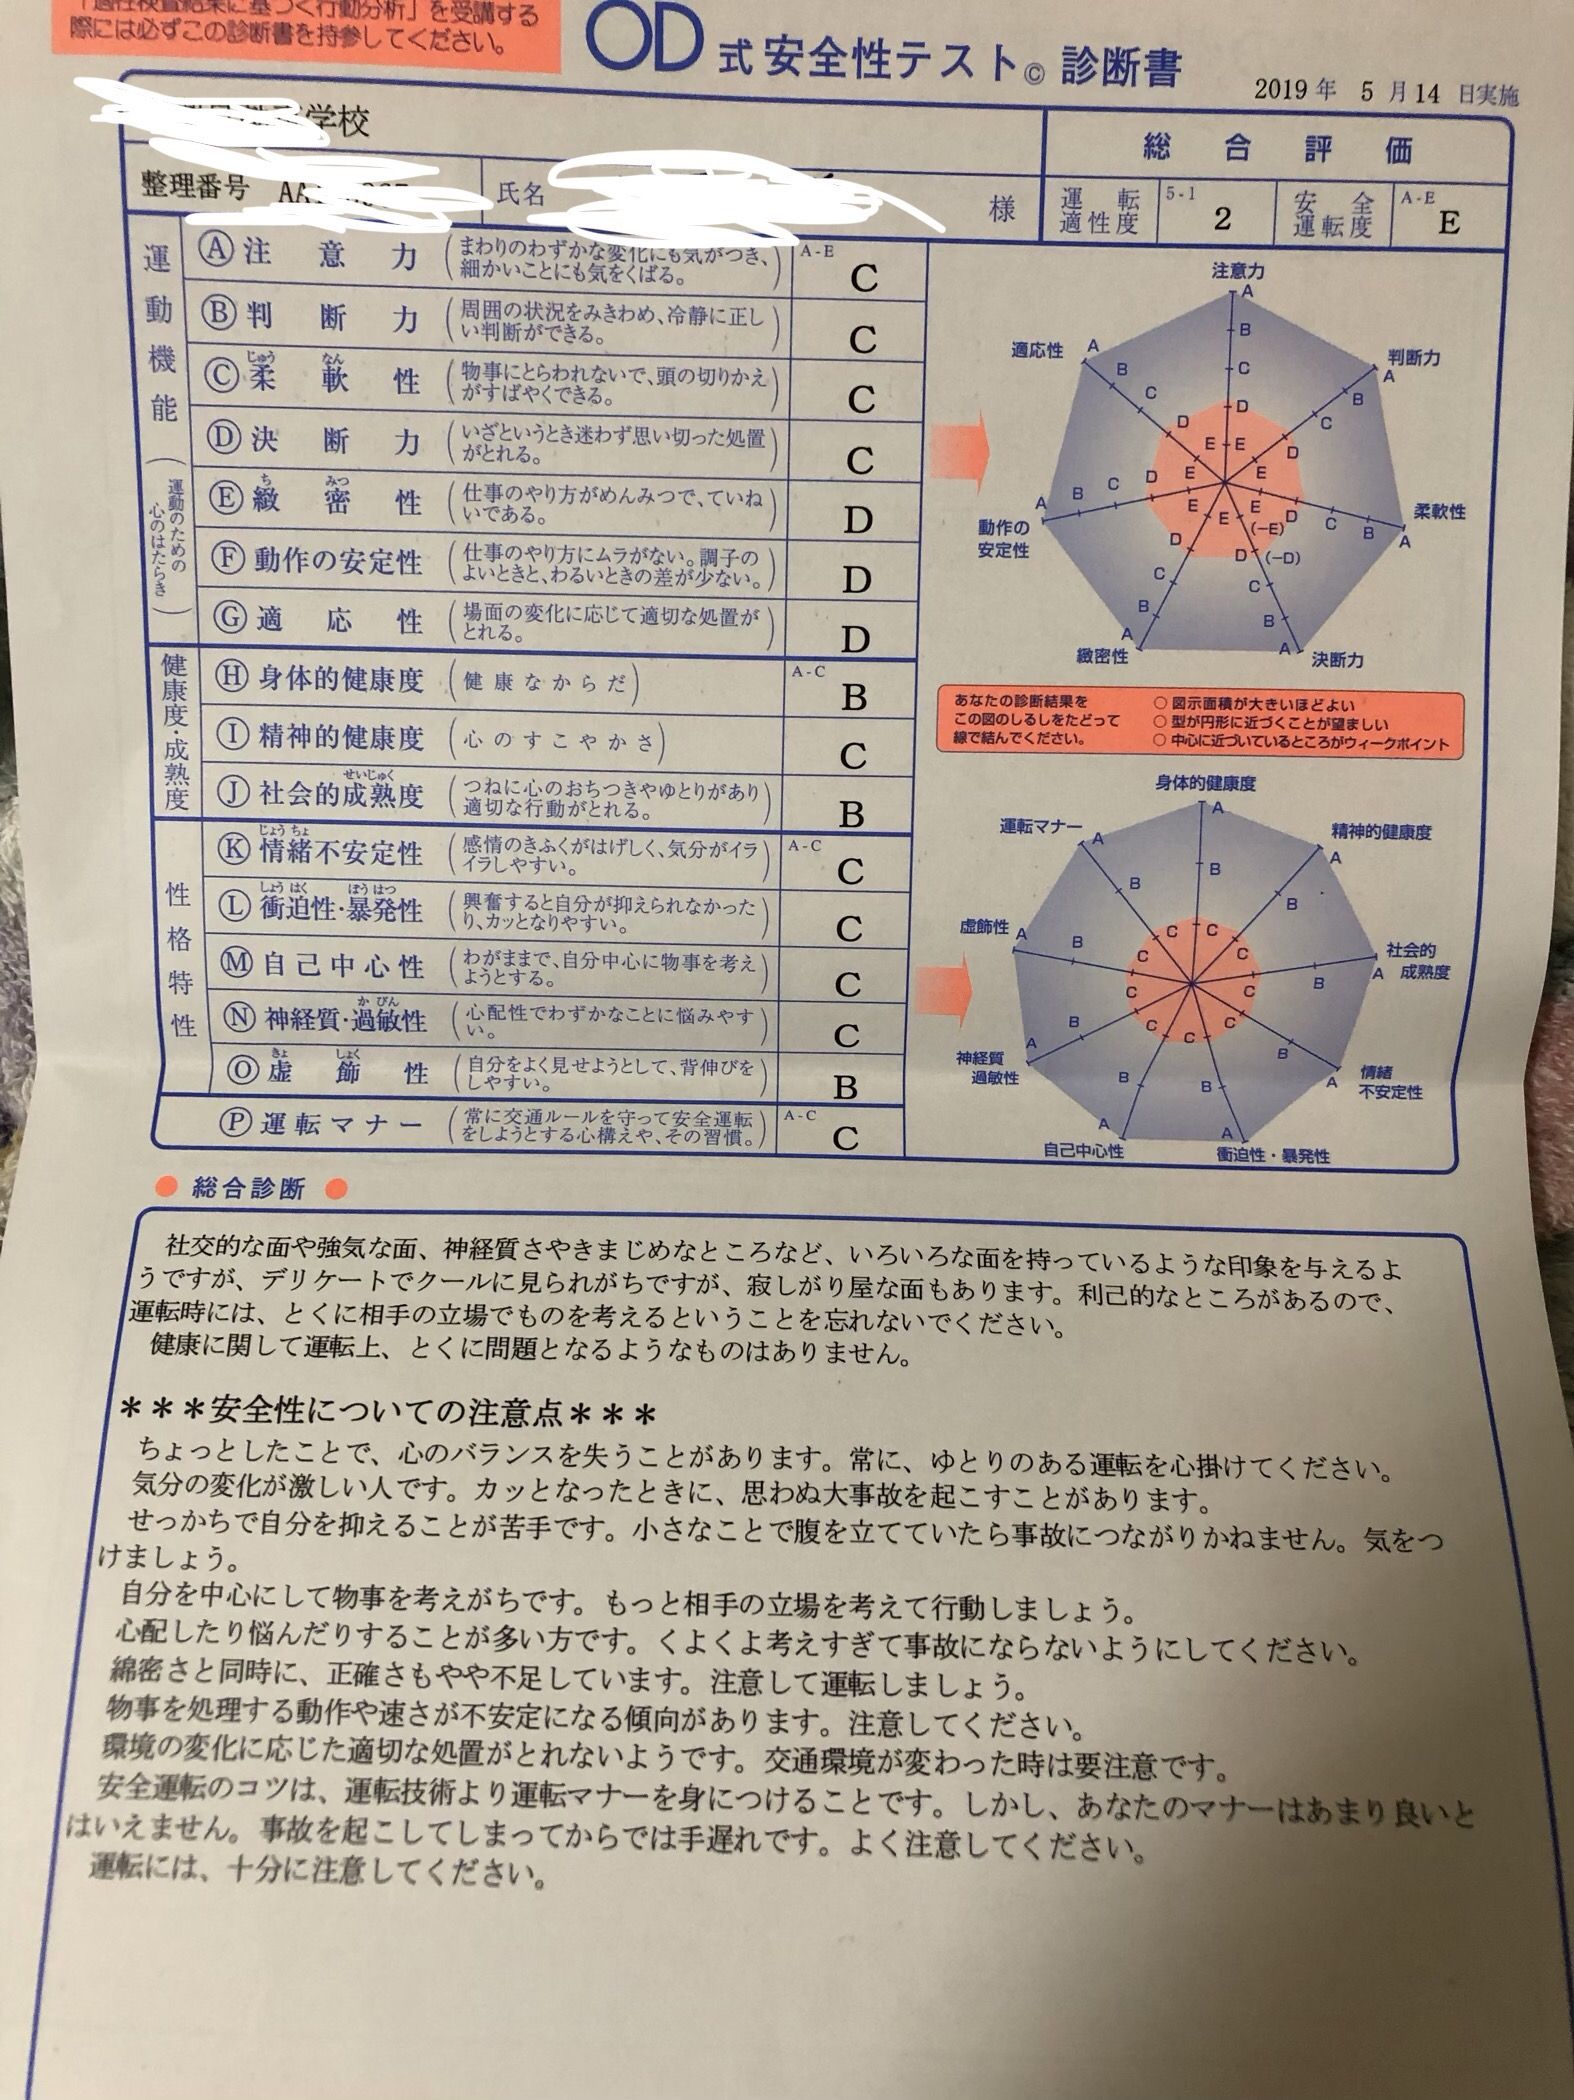 「適性検査結果に基づく行動分析」を受講する
際には必ずこの診断書を持参してください。
OD式安全性テスト© 診断書
2019年 5月14日実施
学校
総合評価
整理番号 AA
氏名
様
運転適性度 5-1 2
安全運転度 A-E E
運動機能
(運動のための心のはたらき)
Ⓐ 注意力 (まわりのわずかな変化にも気がつき、
細かいことにも気をくばる。) A-E C
Ⓑ 判断力 (周囲の状況をみきわめ、冷静に正し
い判断ができる。) C
じゅう なん
Ⓒ 柔軟性 (物事にとらわれないで、頭の切りかえ
がすばやくできる。) C
Ⓓ 決断力 (いざというとき迷わず思い切った処置
がとれる。) C
ち みつ
Ⓔ 緻密性 (仕事のやり方がめんみつで、ていね
いである。) D
Ⓕ 動作の安定性 (仕事のやり方にムラがない。調子の
よいときと、わるいときの差が少ない。) D
Ⓖ 適応性 (場面の変化に応じて適切な処置が
とれる。) D
健康度・成熟度
Ⓗ 身体的健康度 (健康なからだ) A-C B
Ⓘ 精神的健康度 (心のすこやかさ) C
せいじゅく
Ⓙ 社会的成熟度 (つねに心のおちつきやゆとりがあり
適切な行動がとれる。) B
性格特性
じょう ちょ
Ⓚ 情緒不安定性 (感情のきふくがはげしく、気分がイラ
イラしやすい。) A-C C
しょう はく ぼう はつ
Ⓛ 衝迫性・暴発性 (興奮すると自分が抑えられなかった
り、カッとなりやすい。) C
Ⓜ 自己中心性 (わがままで、自分中心に物事を考え
ようとする。) C
か びん
Ⓝ 神経質・過敏性 (心配性でわずかなことに悩みやす
い。) C
きょ しょく
Ⓞ 虚飾性 (自分をよく見せようとして、背伸びを
しやすい。) B
Ⓟ 運転マナー (常に交通ルールを守って安全運転
をしようとする心構えや、その習慣。) A-C C
注意力
A B C D E
判断力
A B C D E
柔軟性
A B C D E
決断力
A B C D (-D) E (-E)
緻密性
A B C D E
動作の
安定性
A B C D E
適応性
A B C D E
あなたの診断結果を
この図のしるしをたどって
線で結んでください。
○ 図示面積が大きいほどよい
○ 型が円形に近づくことが望ましい
○ 中心に近づいているところがウィークポイント
身体的健康度
A B C
精神的健康度
A B C
社会的
成熟度
A B C
情緒
不安定性
A B C
衝迫性・暴発性
A B C
自己中心性
A B C
神経質
過敏性
A B C
虚飾性
A B C
運転マナー
A B C
● 総合診断 ●
社交的な面や強気な面、神経質さやきまじめなところなど、いろいろな面を持っているような印象を与えるよ
うですが、デリケートでクールに見られがちですが、寂しがり屋な面もあります。利己的なところがあるので、
運転時には、とくに相手の立場でものを考えるということを忘れないでください。
健康に関して運転上、とくに問題となるようなものはありません。
＊＊＊安全性についての注意点＊＊＊
ちょっとしたことで、心のバランスを失うことがあります。常に、ゆとりのある運転を心掛けてください。
気分の変化が激しい人です。カッとなったときに、思わぬ大事故を起こすことがあります。
せっかちで自分を抑えることが苦手です。小さなことで腹を立てていたら事故につながりかねません。気をつ
けましょう。
自分を中心にして物事を考えがちです。もっと相手の立場を考えて行動しましょう。
心配したり悩んだりすることが多い方です。くよくよ考えすぎて事故にならないようにしてください。
綿密さと同時に、正確さもやや不足しています。注意して運転しましょう。
物事を処理する動作や速さが不安定になる傾向があります。注意してください。
環境の変化に応じた適切な処置がとれないようです。交通環境が変わった時は要注意です。
安全運転のコツは、運転技術より運転マナーを身につけることです。しかし、あなたのマナーはあまり良いと
はいえません。事故を起こしてしまってからでは手遅れです。よく注意してください。
運転には、十分に注意してください。